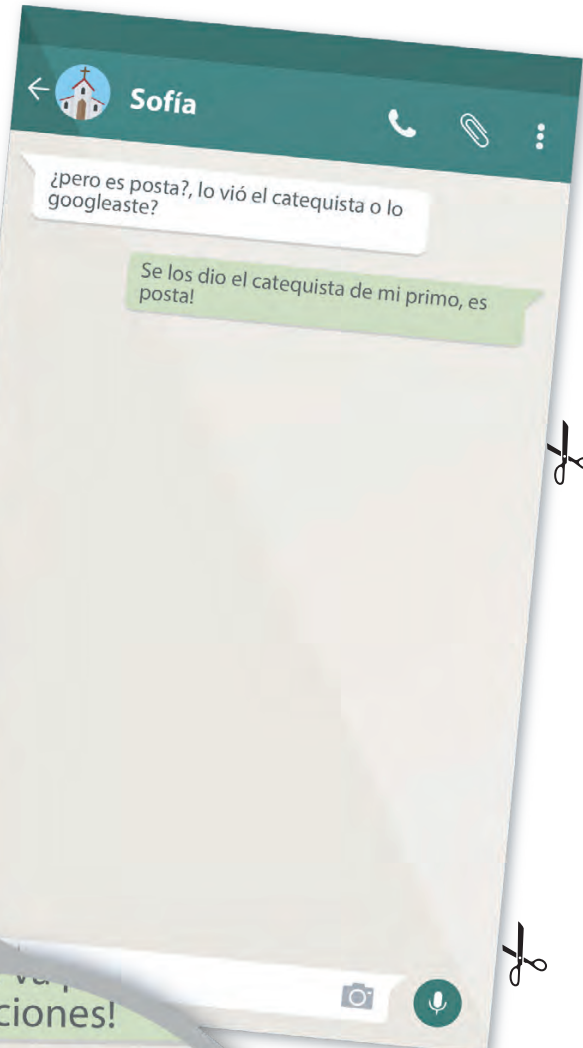 Sofía
¿pero es posta?, lo vió el catequista o lo
googleaste?
Se los dio el catequista de mi primo, es
posta!
ciones!